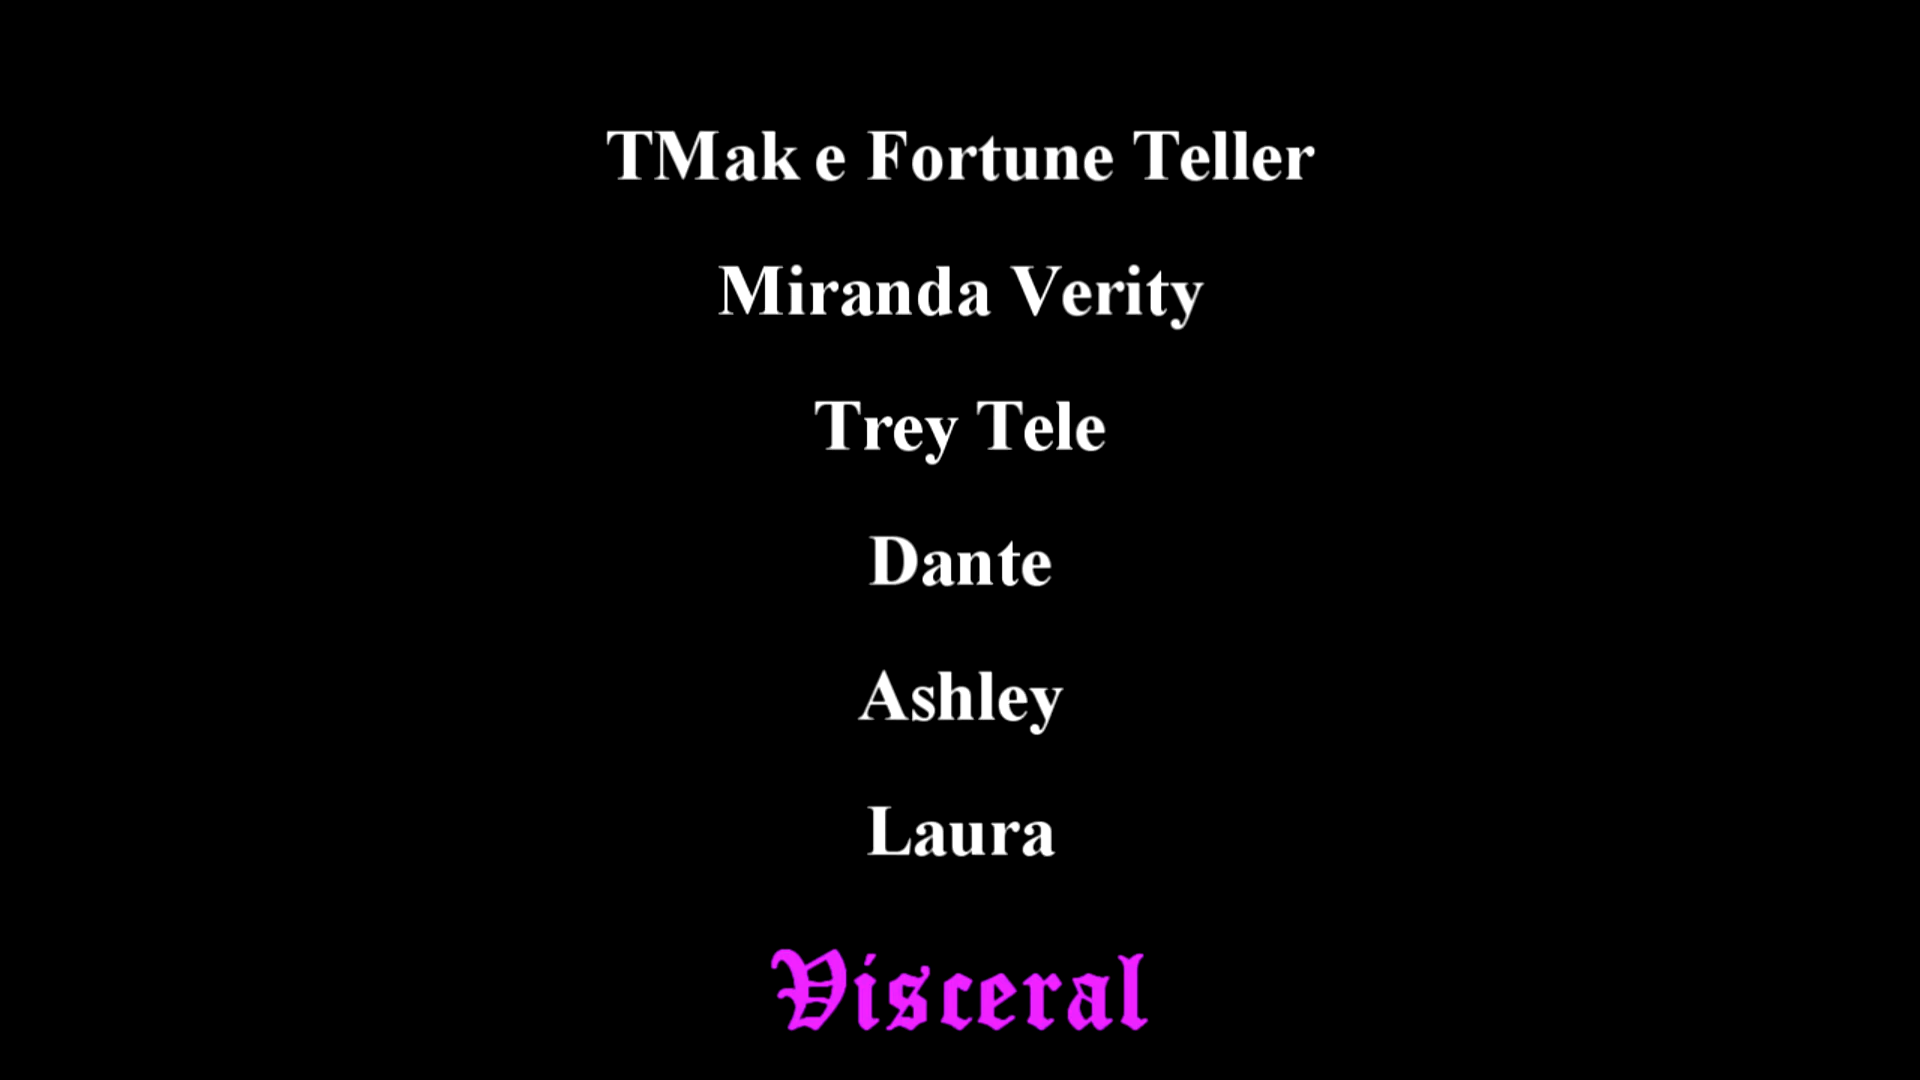 TMak e Fortune Teller
Miranda Verity
Trey Tele
Dante
Ashley
Laura
Visceral